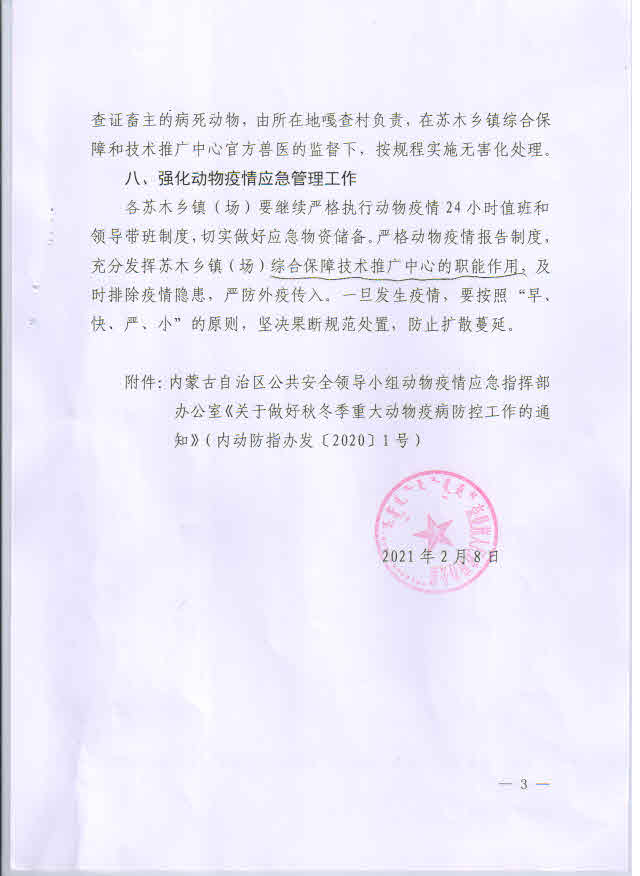 查证畜主的病死动物，由所在地嘎查村负责，在苏木乡镇综合保
障和技术推广中心官方兽医的监督下，按规程实施无害化处理。
八、强化动物疫情应急管理工作
各苏木乡镇（场）要继续严格执行动物疫情24小时值班和
领导带班制度，切实做好应急物资储备。严格动物疫情报告制度，
充分发挥苏木乡镇（场）综合保障技术推广中心的职能作用，及
时排除疫情隐患，严防外疫传入。一旦发生疫情，要按照“早、
快、严、小”的原则，坚决果断规范处置，防止扩散蔓延。
附件：内蒙古自治区公共安全领导小组动物疫情应急指挥部
办公室《关于做好秋冬季重大动物疫病防控工作的通
知》（内动防指办发〔2020〕1号）
2021年2月8日
— 3 —